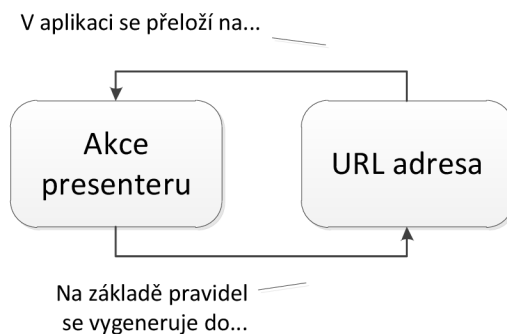 V aplikaci se přeloží na...
Akce
presenteru
URL adresa
Na základě pravidel
se vygeneruje do...